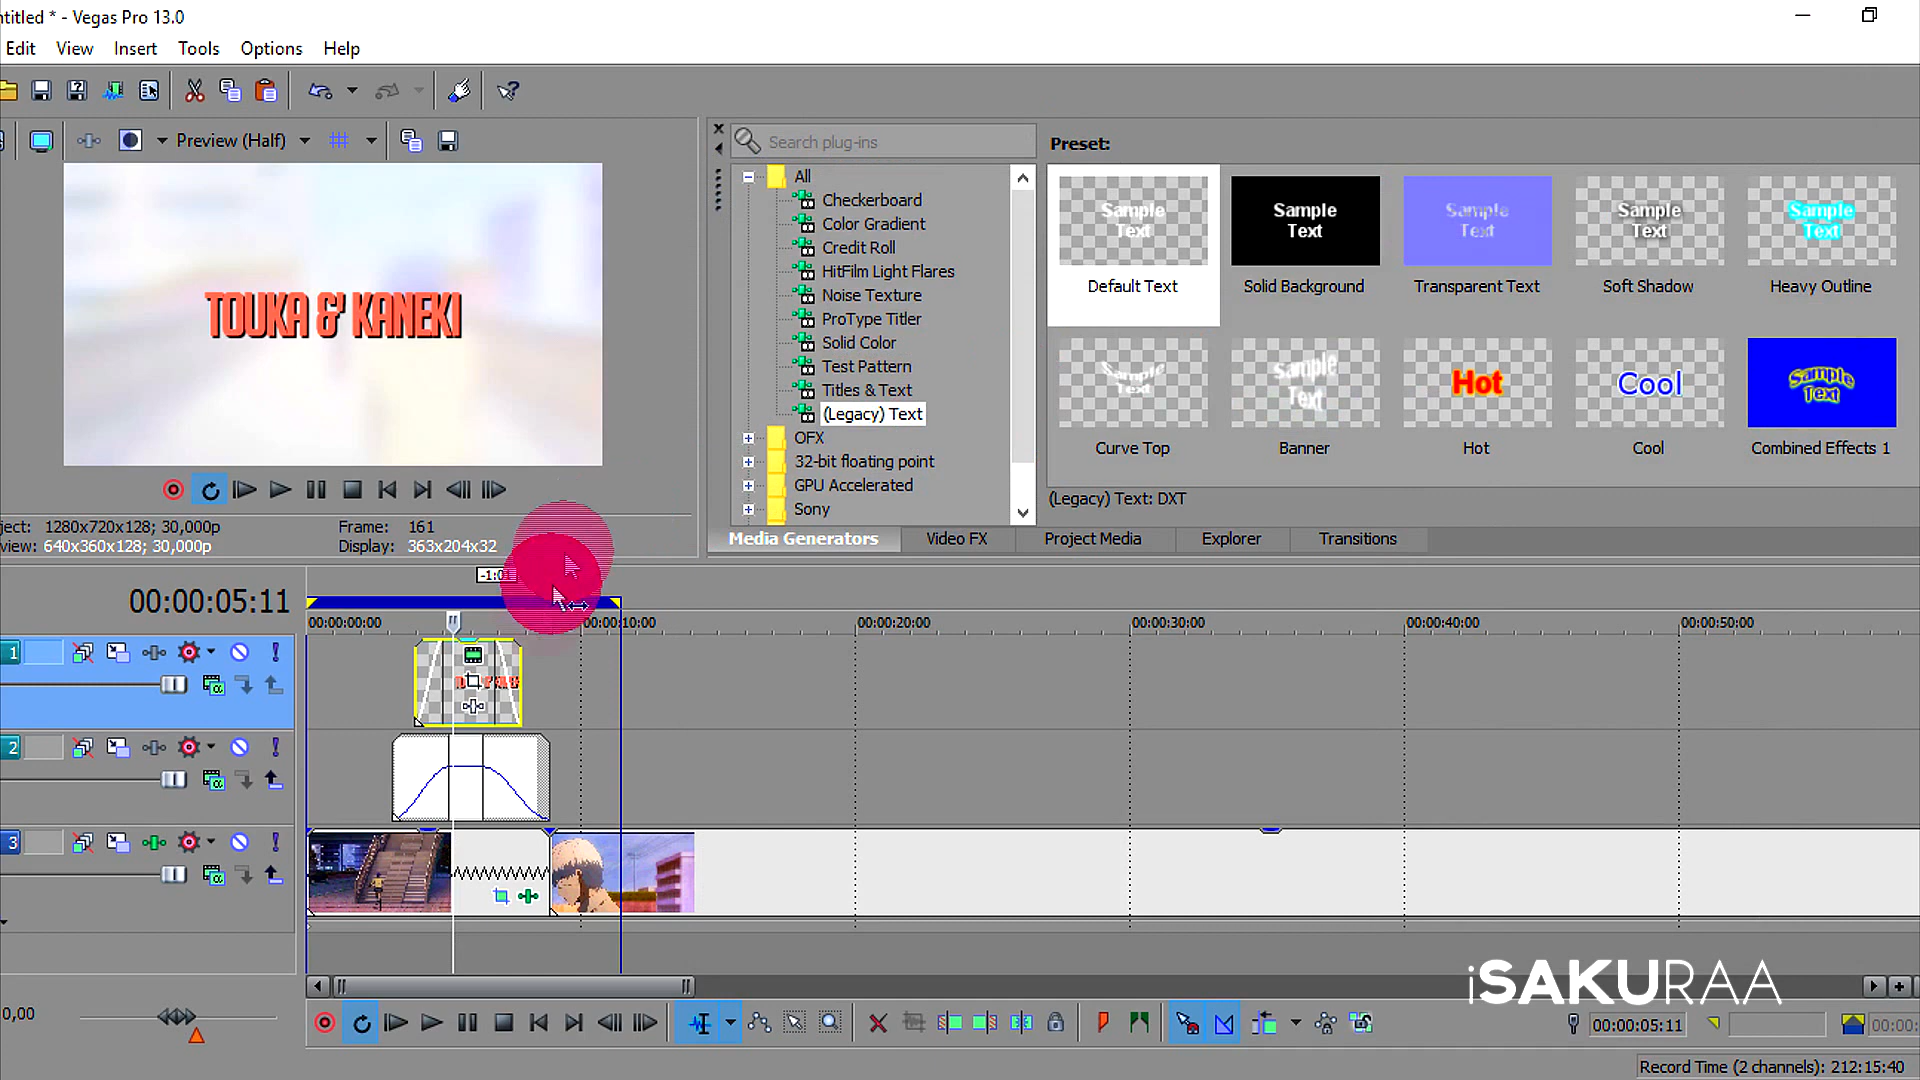 ntitled * - Vegas Pro 13.0
Edit View Insert Tools Options Help
Preview (Half)
Search plug-ins
Preset:
All
Checkerboard
Color Gradient
Credit Roll
HitFilm Light Flares
Noise Texture
ProType Titler
Solid Color
Test Pattern
Titles & Text
(Legacy) Text
OFX
32-bit floating point
GPU Accelerated
Sony
Sample Text
Sample Text
Sample Text
Sample Text
Sample Text
Default Text
Solid Background
Transparent Text
Soft Shadow
Heavy Outline
Sample Text
Sample Text
Hot
Cool
Sample Text
Curve Top
Banner
Hot
Cool
Combined Effects 1
(Legacy) Text: DXT
TOUKA & KANEKI
ject: 1280x720x128; 30,000p
Frame: 161
view: 640x360x128; 30,000p
Display: 363x204x32
Media Generators
Video FX
Project Media
Explorer
Transitions
00:00:05:11
00:00:00:00
00:00:10:00
00:00:20:00
00:00:30:00
00:00:40:00
00:00:50:00
1
2
3
iSAKURAA
0,00
00:00:05:11
00:00:
Record Time (2 channels): 212:15:40